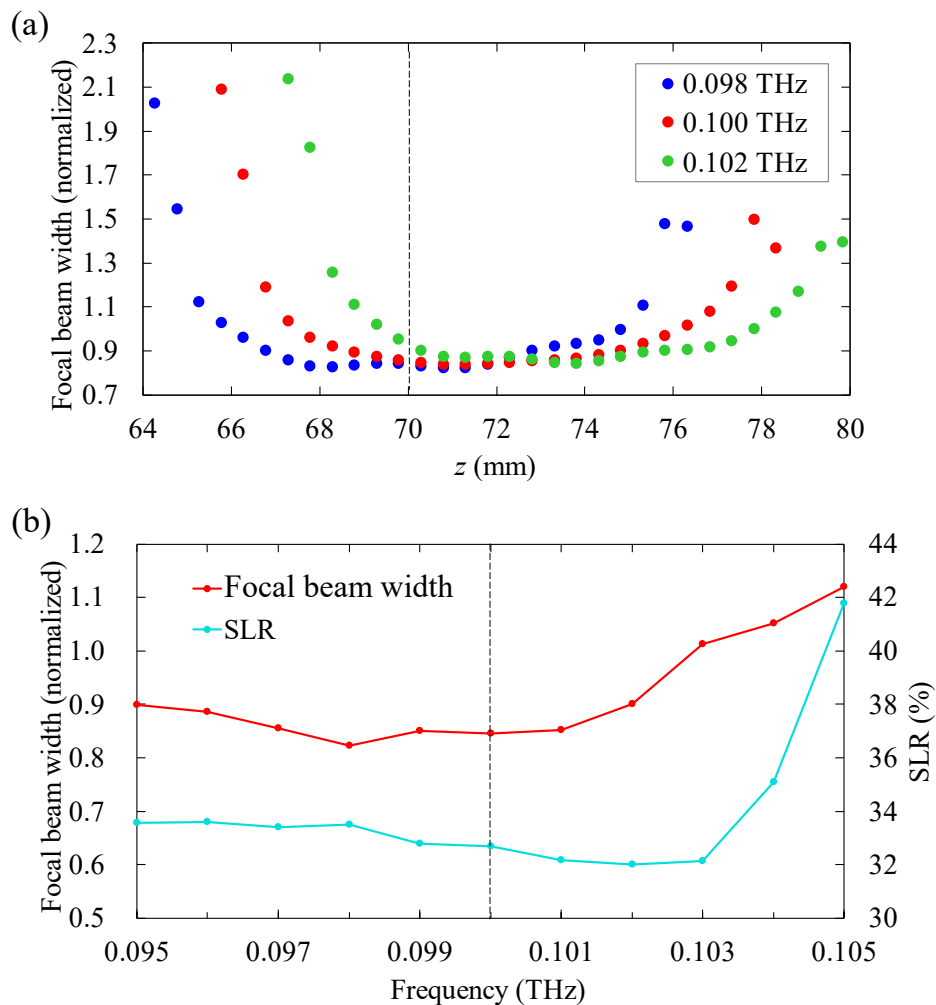 (a)
Focal beam width (normalized)
2.3
2.1
1.9
1.7
1.5
1.3
1.1
0.9
0.7
0.098 THz
0.100 THz
0.102 THz
64 66 68 70 72 74 76 78 80
z (mm)
(b)
Focal beam width (normalized)
1.2
1.1
1.0
0.9
0.8
0.7
0.6
0.5
Focal beam width
SLR
44
42
40
38
36
34
32
30
SLR (%)
0.095 0.097 0.099 0.101 0.103 0.105
Frequency (THz)